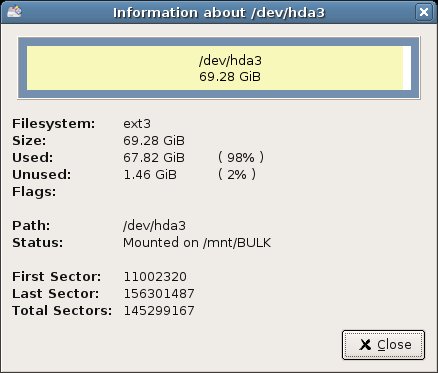 Information about /dev/hda3
/dev/hda3
69.28 GiB
Filesystem: ext3
Size: 69.28 GiB
Used: 67.82 GiB ( 98% )
Unused: 1.46 GiB ( 2% )
Flags:
Path: /dev/hda3
Status: Mounted on /mnt/BULK
First Sector: 11002320
Last Sector: 156301487
Total Sectors: 145299167
Close